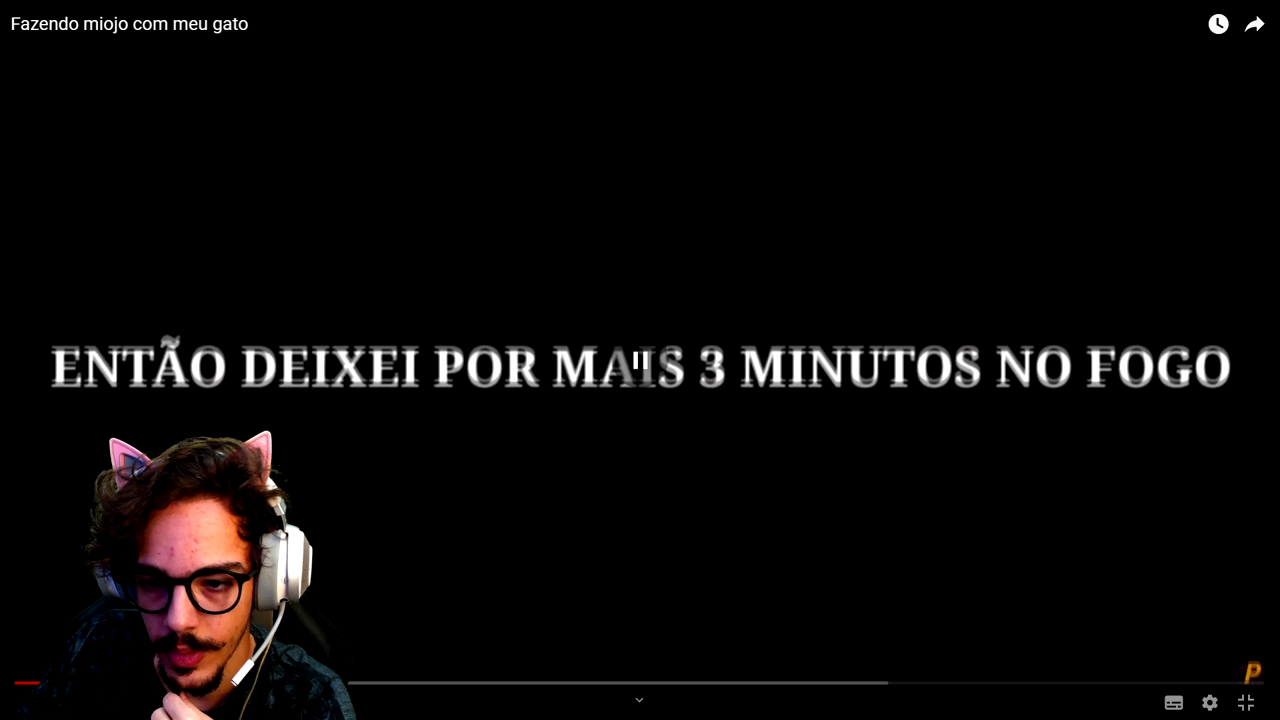 Fazendo miojo com meu gato
ENTÃO DEIXEI POR MAIS 3 MINUTOS NO FOGO
P